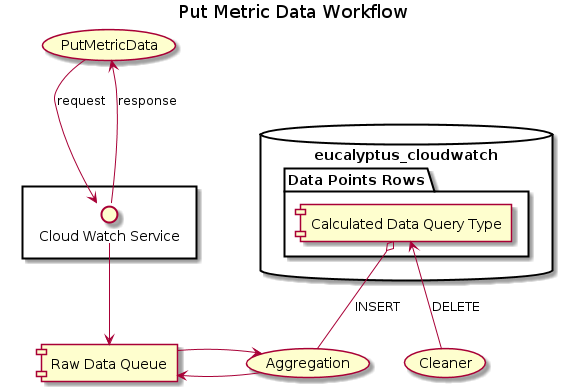 Put Metric Data Workflow
PutMetricData
request
response
eucalyptus_cloudwatch
Data Points Rows
Calculated Data Query Type
Cloud Watch Service
INSERT
DELETE
Raw Data Queue
Aggregation
Cleaner